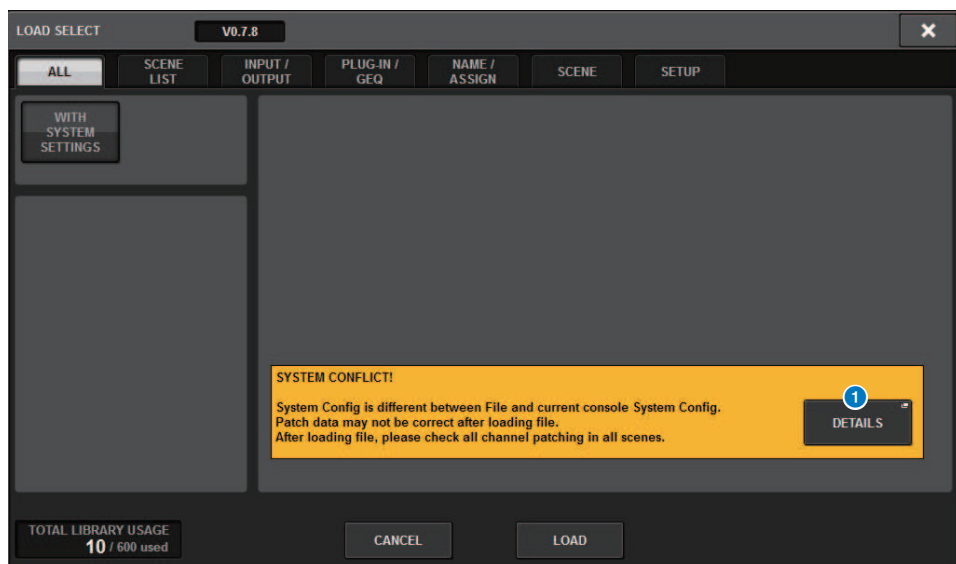 LOAD SELECT
V0.7.8
ALL
SCENE
LIST
INPUT /
OUTPUT
PLUG-IN /
GEQ
NAME /
ASSIGN
SCENE
SETUP
WITH
SYSTEM
SETTINGS
SYSTEM CONFLICT!
System Config is different between File and current console System Config.
Patch data may not be correct after loading file.
After loading file, please check all channel patching in all scenes.
1
DETAILS
TOTAL LIBRARY USAGE
10 / 600 used
CANCEL
LOAD